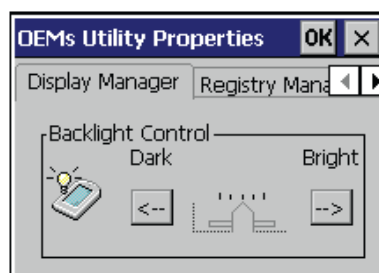 OEMs Utility Properties OK ×
Display Manager Registry Mana
Backlight Control
Dark Bright
<-- -->